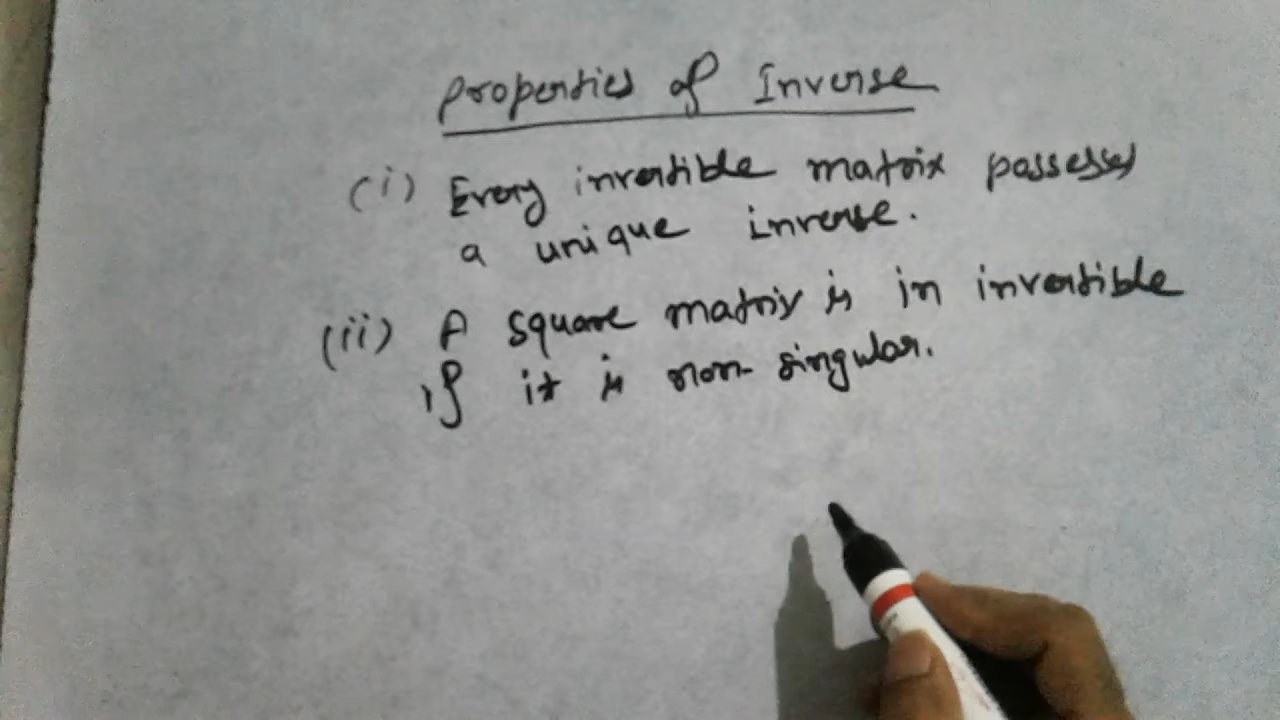 Properties of Inverse
(i) Every invertible matrix possesses
a unique inverse.
(ii) A square matrix is in invertible
if it is non-singular.